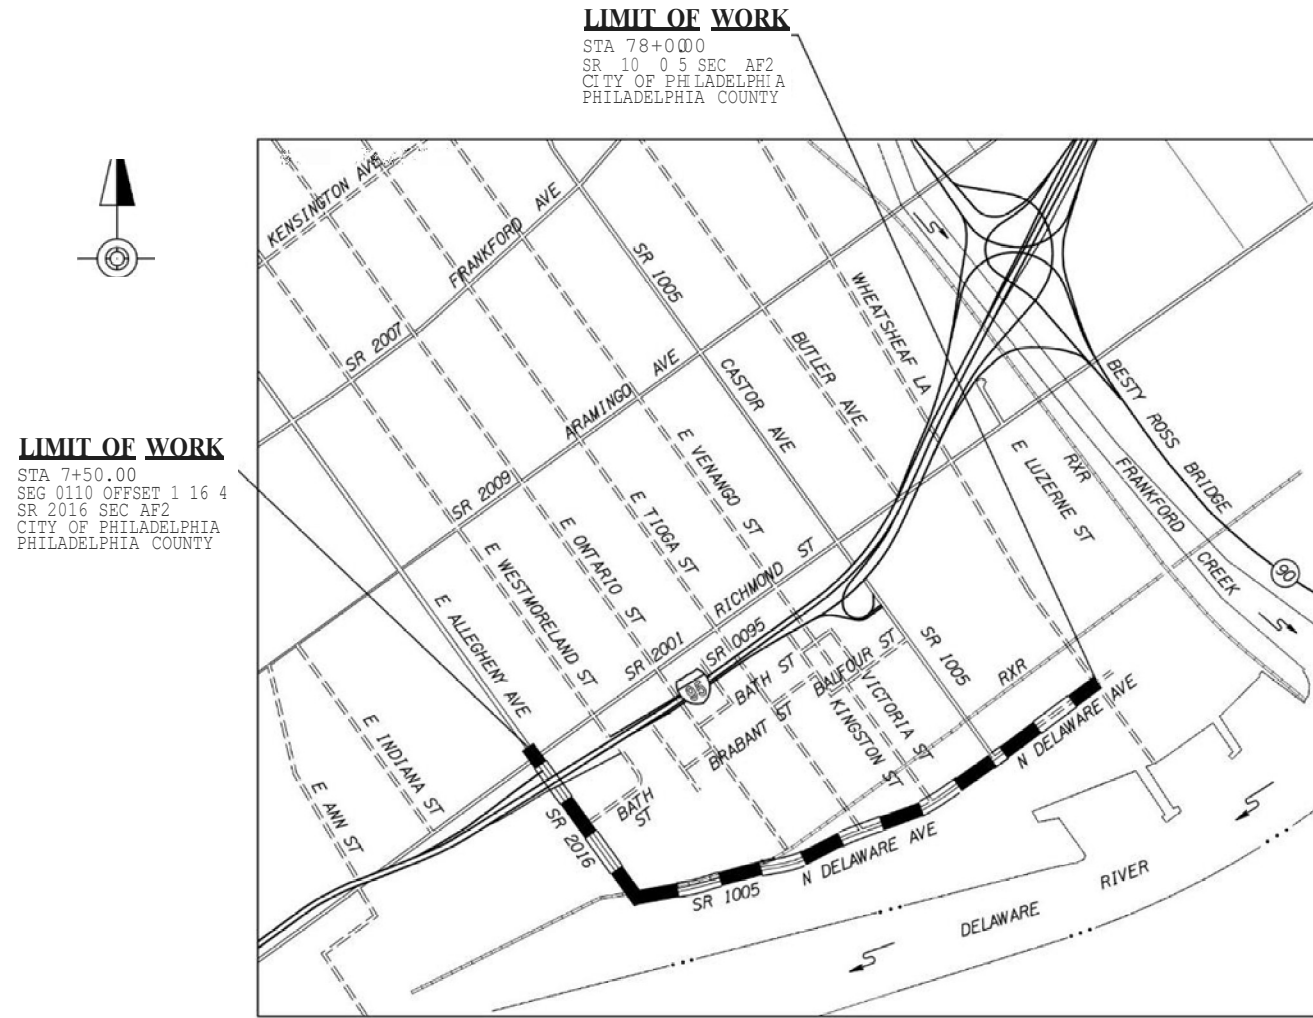 LIMIT OF WORK
STA 78+00.00
SR 10 0 5 SEC AF2
CITY OF PHILADELPHIA
PHILADELPHIA COUNTY
LIMIT OF WORK
STA 7+50.00
SEG 0110 OFFSET 1 16 4
SR 2016 SEC AF2
CITY OF PHILADELPHIA
PHILADELPHIA COUNTY
KENSINGTON AVE
FRANKFORD AVE
SR 2007
SR 1005
WHEATSHEAF LA
BUTLER AVE
CASTOR AVE
ARAMINGO AVE
SR 2009
E VENANGO ST
E TIOGA ST
E ONTARIO ST
E WESTMORELAND ST
E ALLEGHENY AVE
E INDIANA ST
E ANN ST
RICHMOND ST
SR 2001
SR 0095
95
BESTY ROSS BRIDGE
RXR
E LUZERNE ST
FRANKFORD CREEK
90
SR 1005
RXR
BATH ST
BALFOUR ST
VICTORIA ST
KINGSTON ST
BRABANT ST
BATH ST
SR 2016
SR 1005
N DELAWARE AVE
N DELAWARE AVE
DELAWARE RIVER